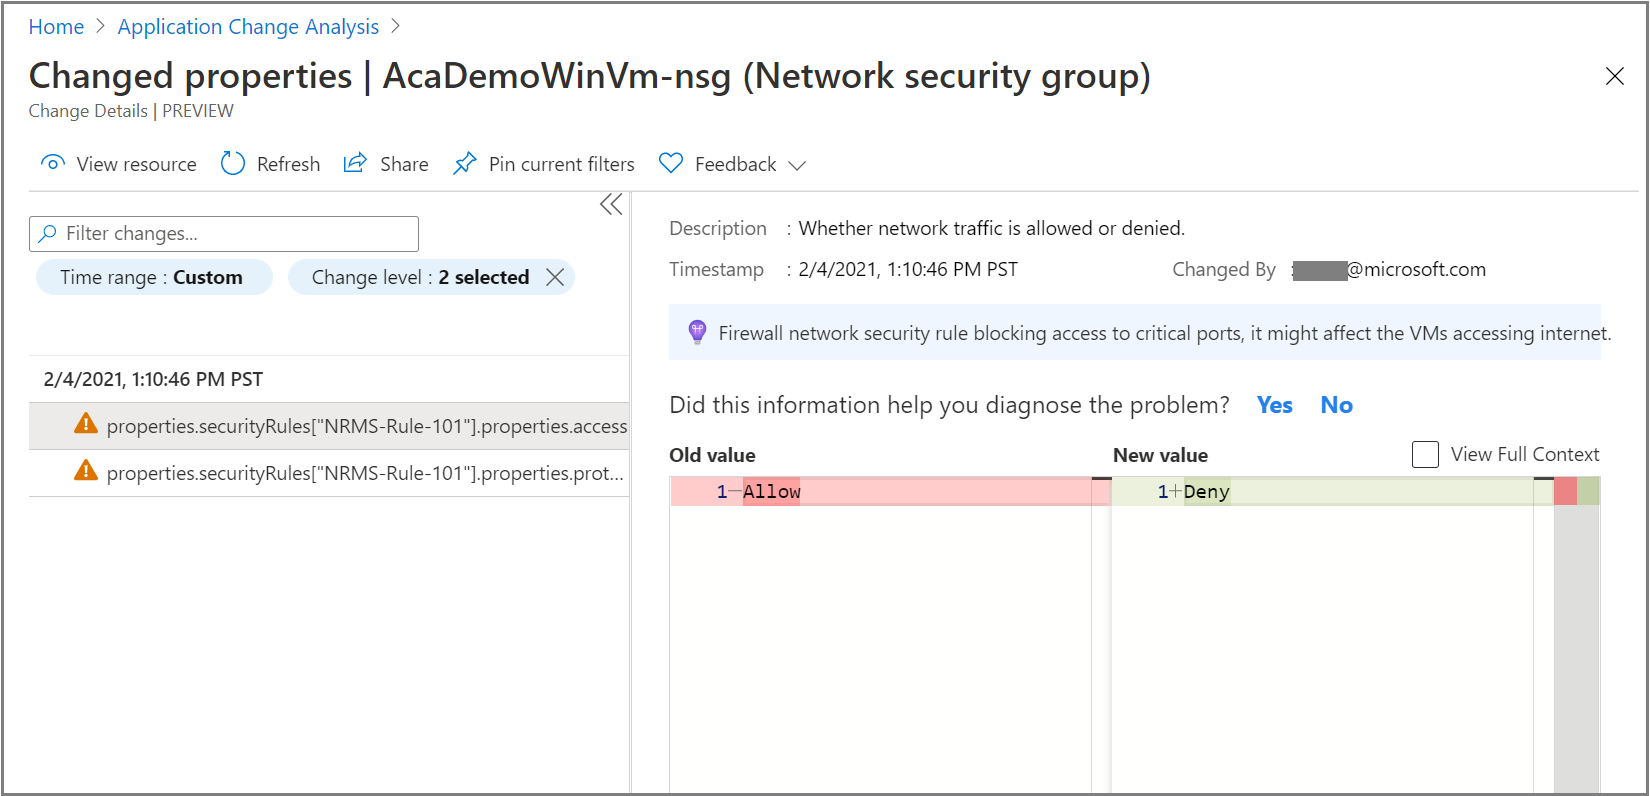 Home > Application Change Analysis >
Changed properties | AcaDemoWinVm-nsg (Network security group)
Change Details | PREVIEW
View resource Refresh Share Pin current filters Feedback
Filter changes...
Time range : Custom Change level : 2 selected
2/4/2021, 1:10:46 PM PST
properties.securityRules["NRMS-Rule-101"].properties.access
properties.securityRules["NRMS-Rule-101"].properties.prot...
Description : Whether network traffic is allowed or denied.
Timestamp : 2/4/2021, 1:10:46 PM PST Changed By : @microsoft.com
Firewall network security rule blocking access to critical ports, it might affect the VMs accessing internet.
Did this information help you diagnose the problem? Yes No
Old value New value View Full Context
1-Allow 1+Deny